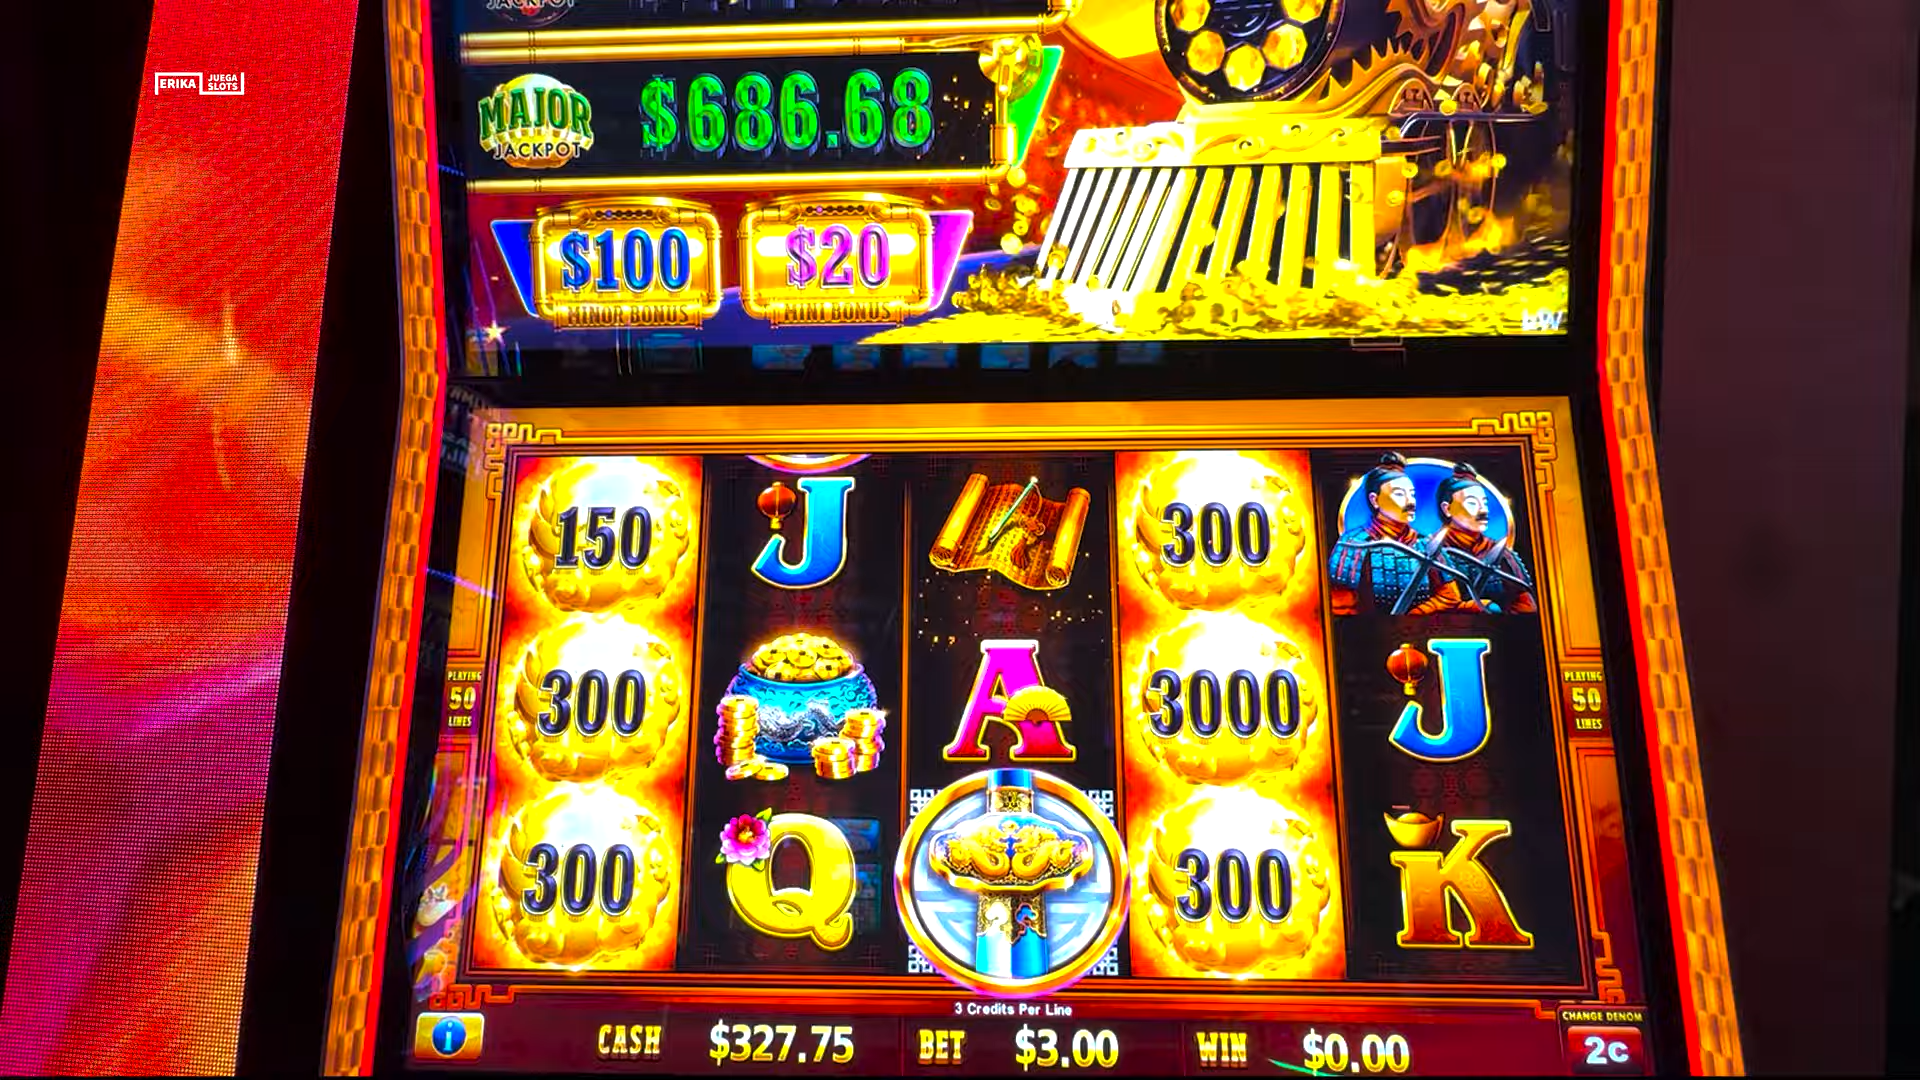 JACKPOT
ERIKA JUEGA SLOTS
MAJOR
JACKPOT
$686.68
$100
MINOR BONUS
$20
MINI BONUS
150
J
300
300
A
3000
J
PLAYING
50
LINES
PLAYING
50
LINES
300
Q
300
K
3 Credits Per Line
CASH $327.75 BET $3.00 WIN $0.00
CHANGE DENOM
2c